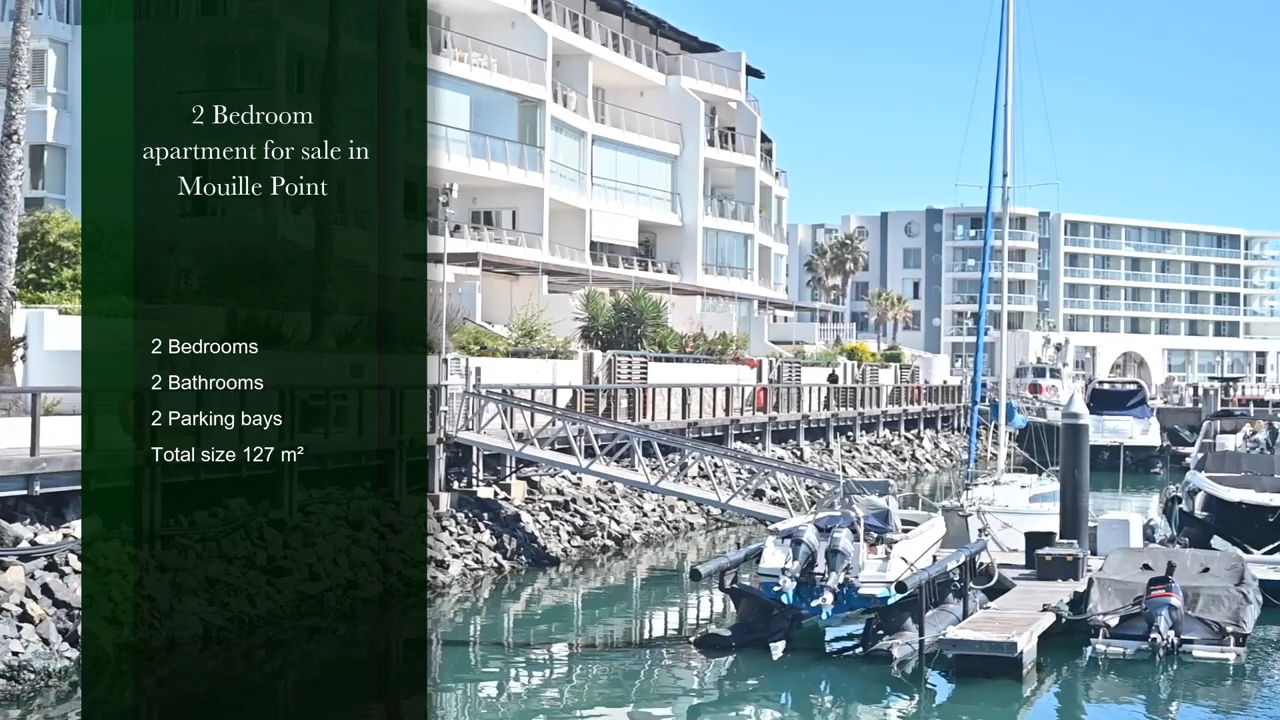 2 Bedroom
apartment for sale in
Mouille Point
2 Bedrooms
2 Bathrooms
2 Parking bays
Total size 127 m²